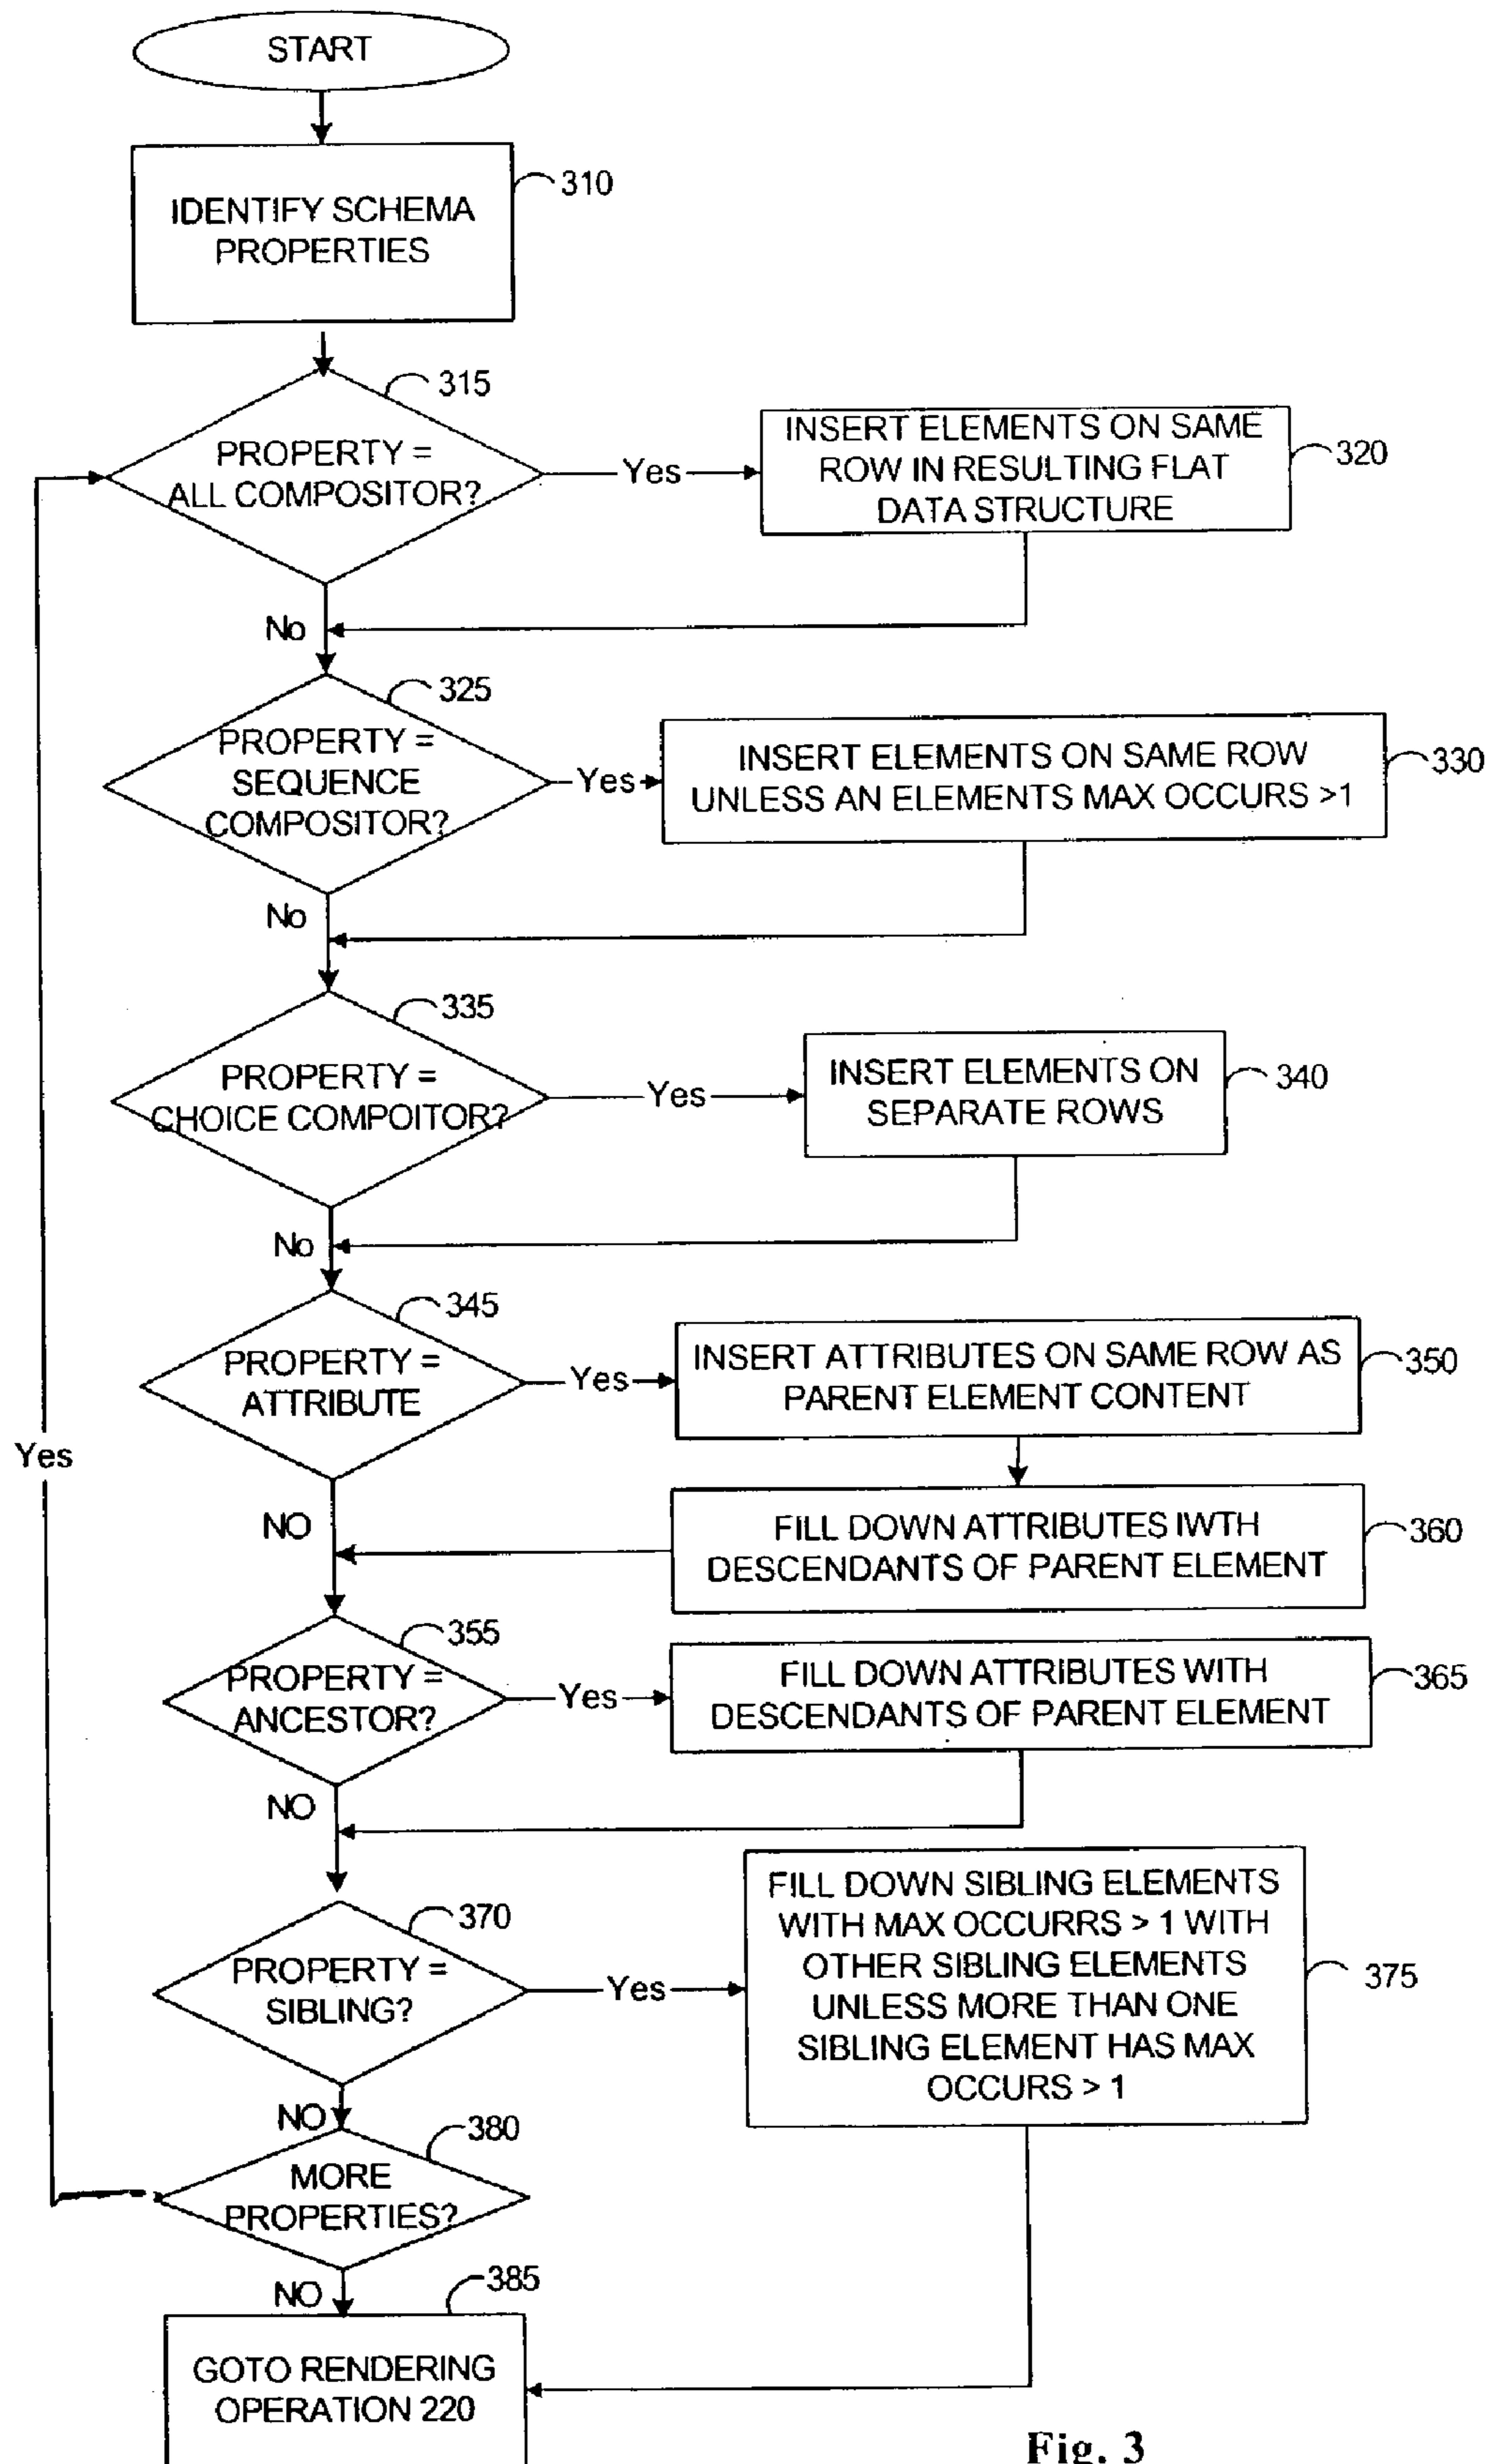 START
IDENTIFY SCHEMA
PROPERTIES
310
315
PROPERTY =
ALL COMPOSITOR?
Yes
INSERT ELEMENTS ON SAME
ROW IN RESULTING FLAT
DATA STRUCTURE
320
No
325
PROPERTY =
SEQUENCE
COMPOSITOR?
Yes
INSERT ELEMENTS ON SAME ROW
UNLESS AN ELEMENTS MAX OCCURS >1
330
No
335
PROPERTY =
CHOICE COMPOITOR?
Yes
INSERT ELEMENTS ON
SEPARATE ROWS
340
No
345
PROPERTY =
ATTRIBUTE
Yes
INSERT ATTRIBUTES ON SAME ROW AS
PARENT ELEMENT CONTENT
350
Yes
NO
FILL DOWN ATTRIBUTES IWTH
DESCENDANTS OF PARENT ELEMENT
360
355
PROPERTY =
ANCESTOR?
Yes
FILL DOWN ATTRIBUTES WITH
DESCENDANTS OF PARENT ELEMENT
365
NO
370
PROPERTY =
SIBLING?
Yes
FILL DOWN SIBLING ELEMENTS
WITH MAX OCCURRS > 1 WITH
OTHER SIBLING ELEMENTS
UNLESS MORE THAN ONE
SIBLING ELEMENT HAS MAX
OCCURS > 1
375
NO
380
MORE
PROPERTIES?
NO
385
GOTO RENDERING
OPERATION 220
Fig. 3